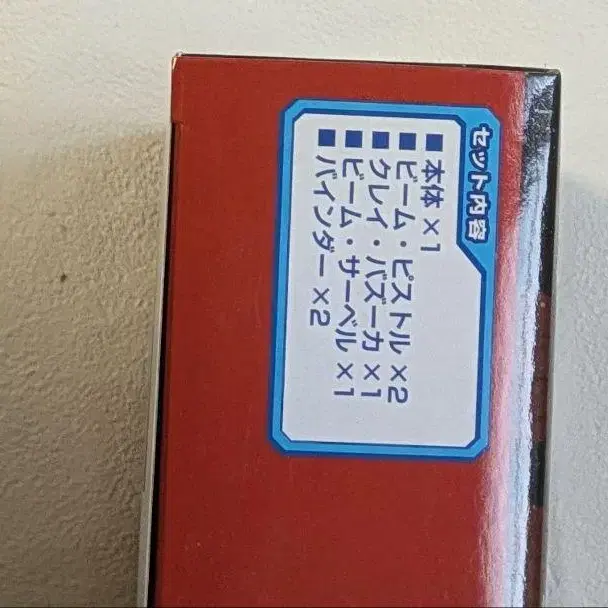 セット内容
■本体×1
■ビーム・ピストル×2
■クレイ・バズーカ×1
■ビーム・サーベル×1
■バインダー×2